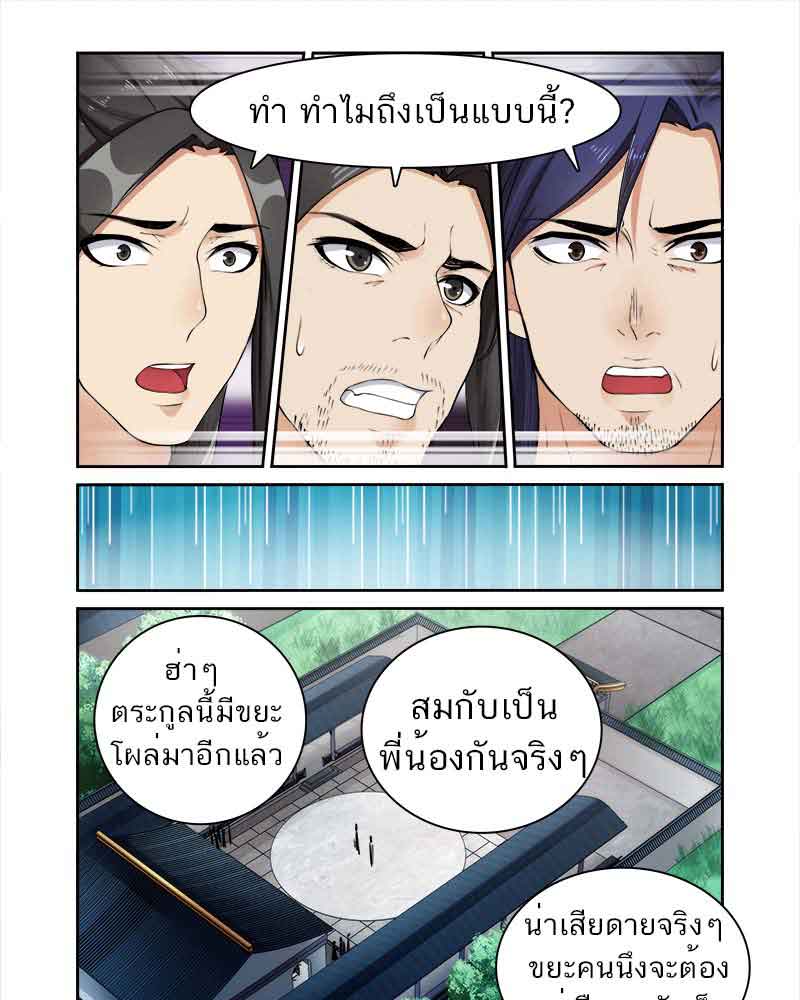 ทำ ทำไมถึงเป็นแบบนี้?
ฮ่าๆ
ตระกูลนี้มีขยะ
โผล่มาอีกแล้ว
สมกับเป็น
พี่น้องกันจริงๆ
น่าเสียดายจริงๆ
ขยะคนนึงจะต้อง